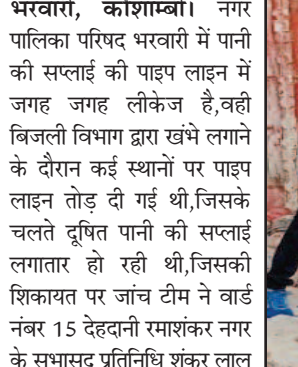 भरवारी, कौशाम्बी। नगर
पालिका परिषद भरवारी में पानी
की सप्लाई की पाइप लाइन में
जगह जगह लीकेज है,वही
बिजली विभाग द्वारा खंभे लगाने
के दौरान कई स्थानों पर पाइप
लाइन तोड़ दी गई थी,जिसके
चलते दूषित पानी की सप्लाई
लगातार हो रही थी,जिसकी
शिकायत पर जांच टीम ने वार्ड
नंबर 15 देहदानी रमाशंकर नगर
के सभासद प्रतिनिधि शंकर लाल